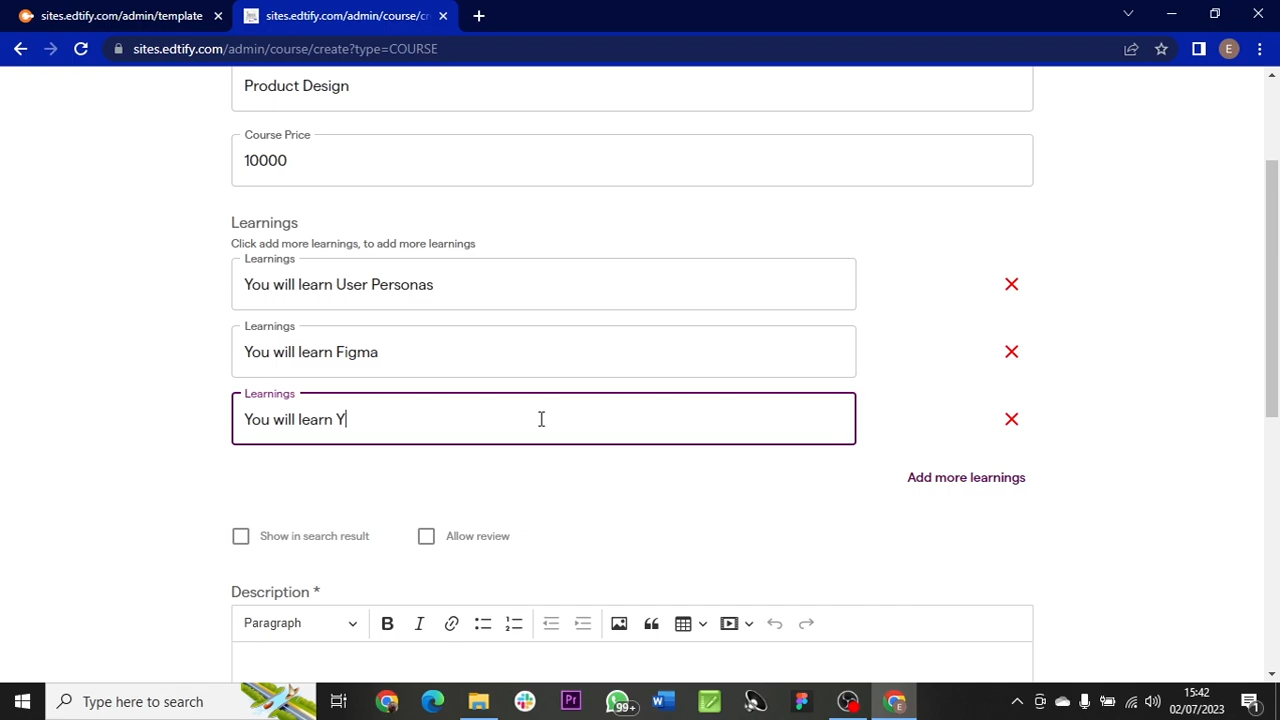 sites.edtify.com/admin/template
sites.edtify.com/admin/course/cr
sites.edtify.com/admin/course/create?type=COURSE
E
Product Design
Course Price
10000
Learnings
Click add more learnings, to add more learnings
Learnings
You will learn User Personas
Learnings
You will learn Figma
Learnings
You will learn Y
Add more learnings
Show in search result
Allow review
Description *
Paragraph
B
I
Type here to search
Pr
99+
W
E
15:42
02/07/2023
1